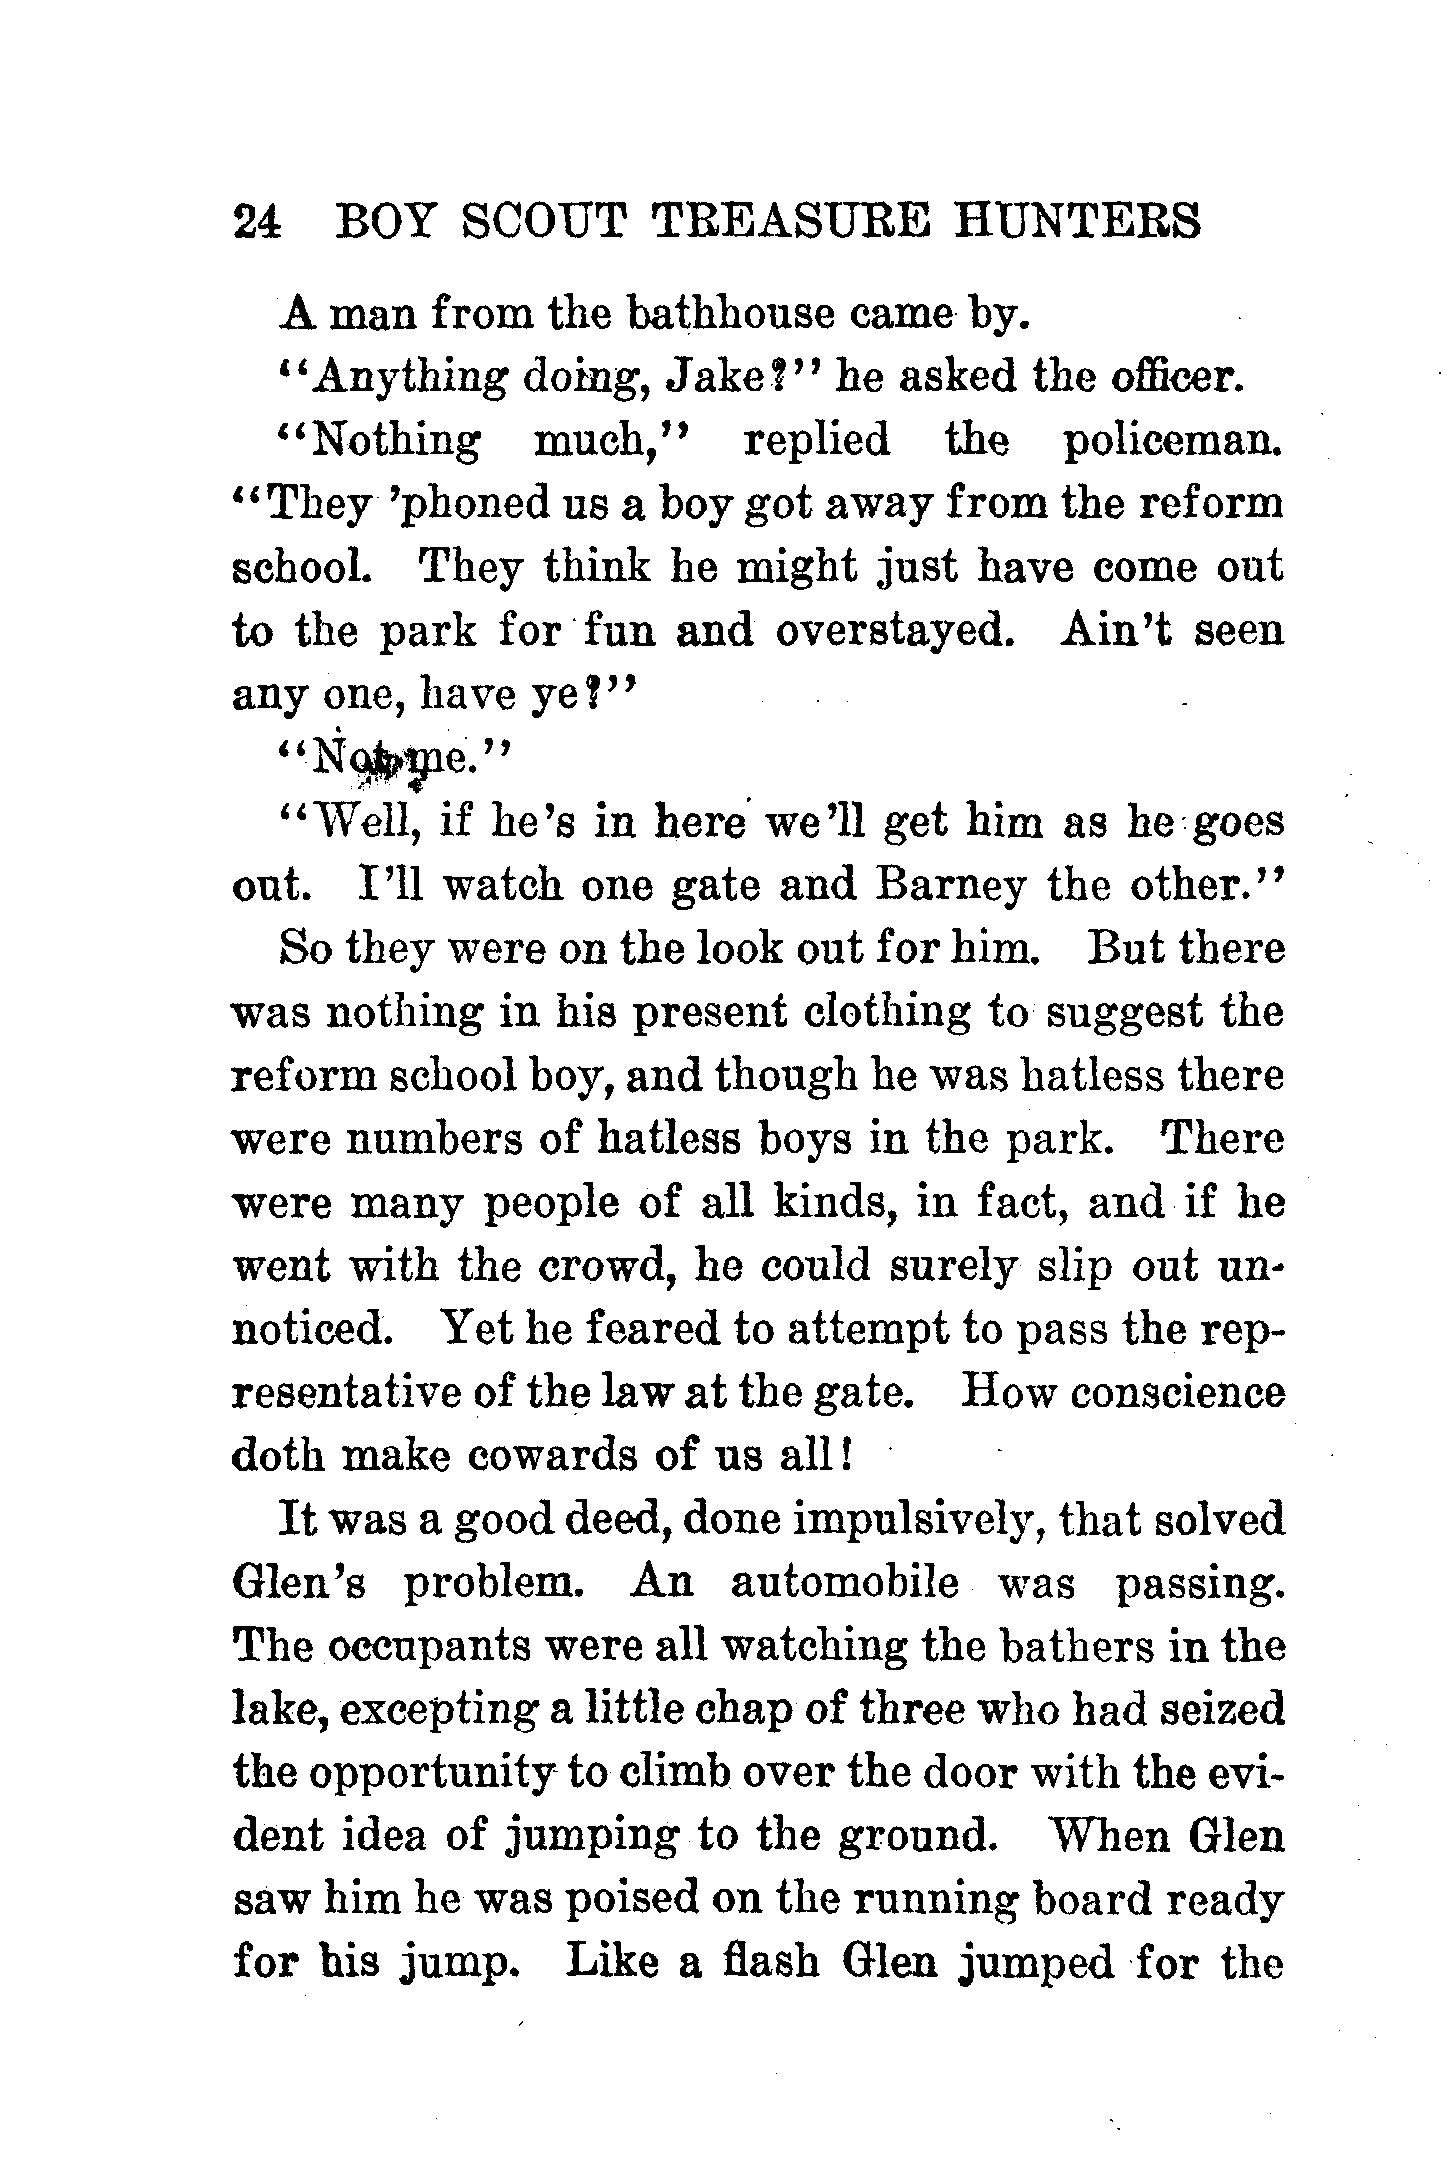 24 BOY SCOUT TREASURE HUNTERS
A man from the bathhouse came by.
“Anything doing, Jake?” he asked the officer.
“Nothing much,” replied the policeman.
“They ’phoned us a boy got away from the reform
school. They think he might just have come out
to the park for fun and overstayed. Ain’t seen
any one, have ye?”
“Not me.”
“Well, if he’s in here we’ll get him as he goes
out. I’ll watch one gate and Barney the other.”
So they were on the look out for him. But there
was nothing in his present clothing to suggest the
reform school boy, and though he was hatless there
were numbers of hatless boys in the park. There
were many people of all kinds, in fact, and if he
went with the crowd, he could surely slip out un-
noticed. Yet he feared to attempt to pass the rep-
resentative of the law at the gate. How conscience
doth make cowards of us all!
It was a good deed, done impulsively, that solved
Glen’s problem. An automobile was passing.
The occupants were all watching the bathers in the
lake, excepting a little chap of three who had seized
the opportunity to climb over the door with the evi-
dent idea of jumping to the ground. When Glen
saw him he was poised on the running board ready
for his jump. Like a flash Glen jumped for the